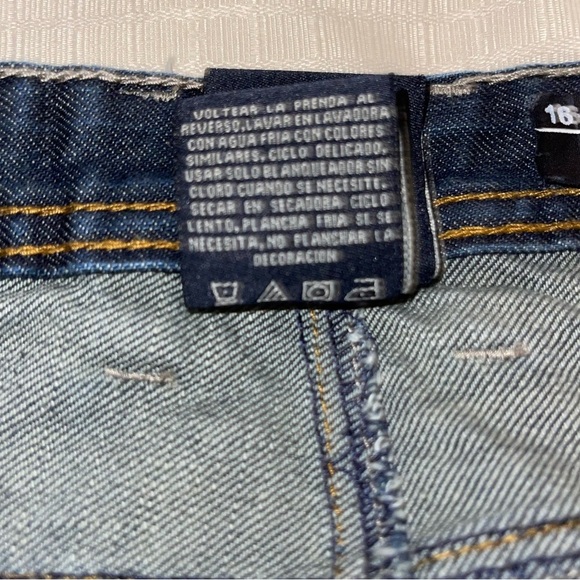 VOLTEAR LA PRENDA AL
REVERSO, LAVAR EN LAVADORA
CON AGUA FRIA CON COLORES
SIMILARES, CICLO DELICADO,
USAR SOLO BLANQUEADOR SIN
CLORO CUANDO SE NECESITE,
SECAR EN SECADORA, CICLO
LENTO, PLANCHA FRIA SI SE
NECESITA, NO PLANCHAR LA
DECORACION